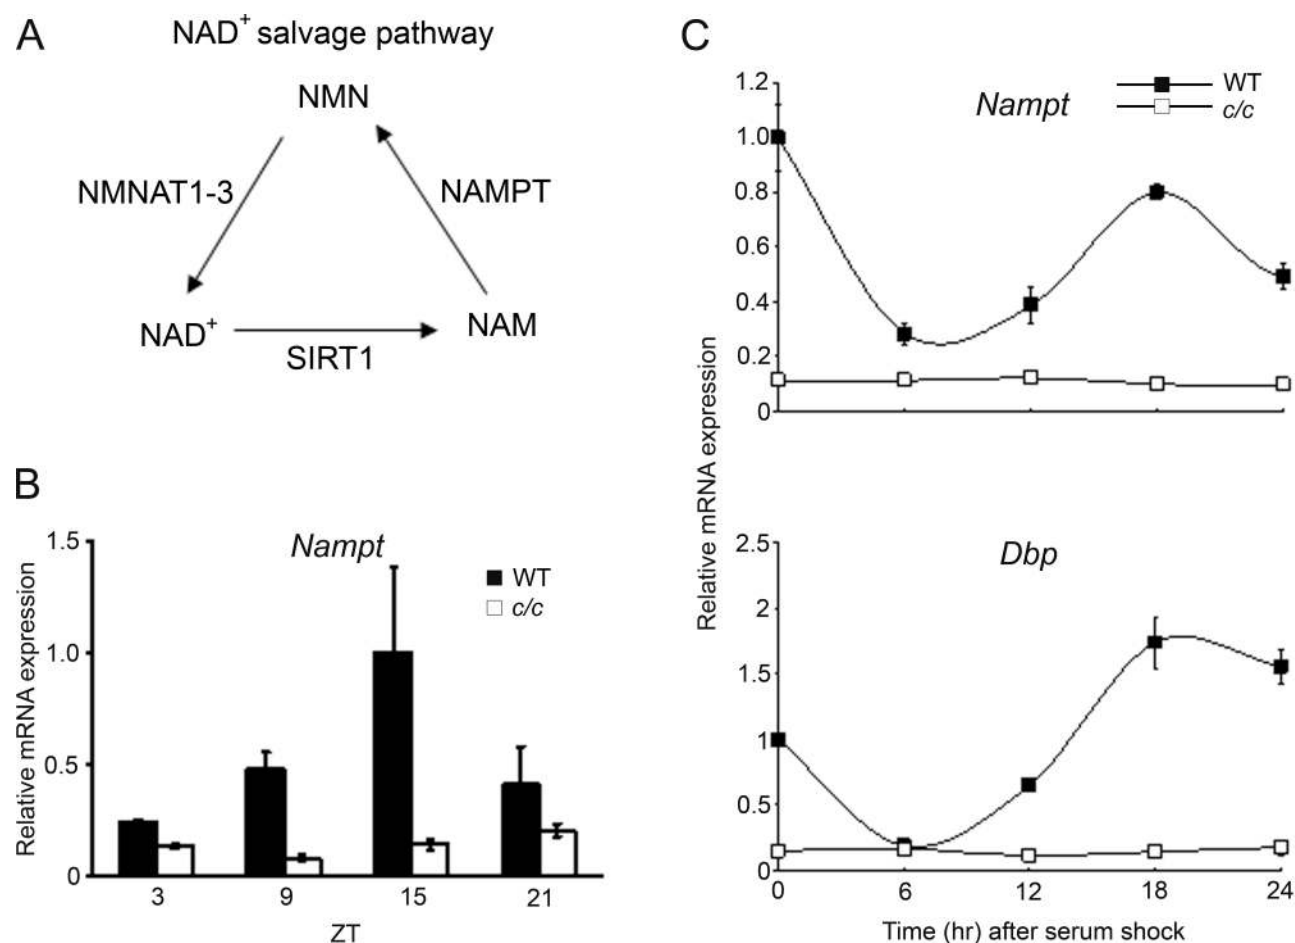 A
NAD+ salvage pathway
NMN
NMNAT1-3
NAMPT
NAD+
NAM
SIRT1
B
Nampt
WT
c/c
Relative mRNA expression
1.5
1.0
0.5
0
3 9 15 21
ZT
C
Nampt
WT
c/c
1.2
1.0
0.8
0.6
0.4
0.2
0
Relative mRNA expression
Dbp
2.5
2
1.5
1
0.5
0
0 6 12 18 24
Time (hr) after serum shock